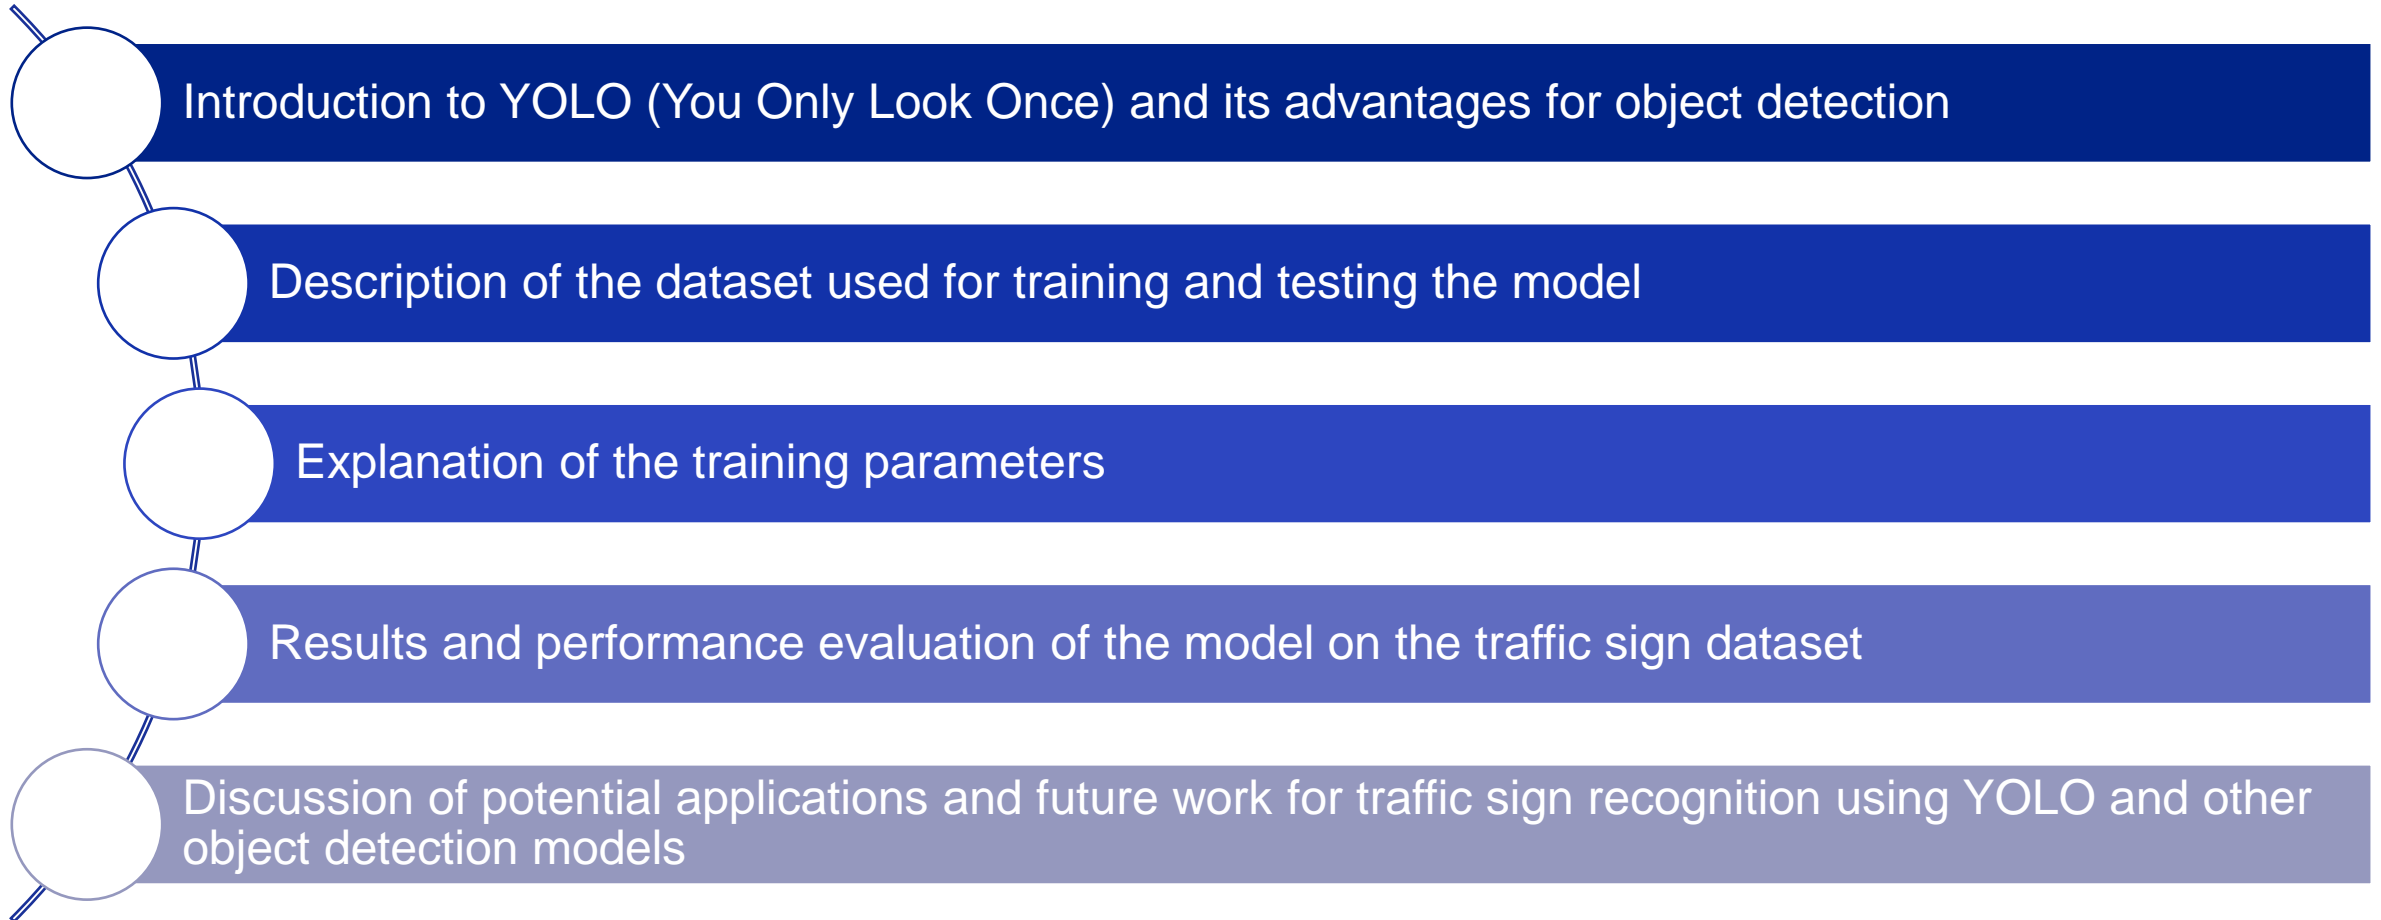 Introduction to YOLO (You Only Look Once) and its advantages for object detection
Description of the dataset used for training and testing the model
Explanation of the training parameters
Results and performance evaluation of the model on the traffic sign dataset
Discussion of potential applications and future work for traffic sign recognition using YOLO and other
object detection models